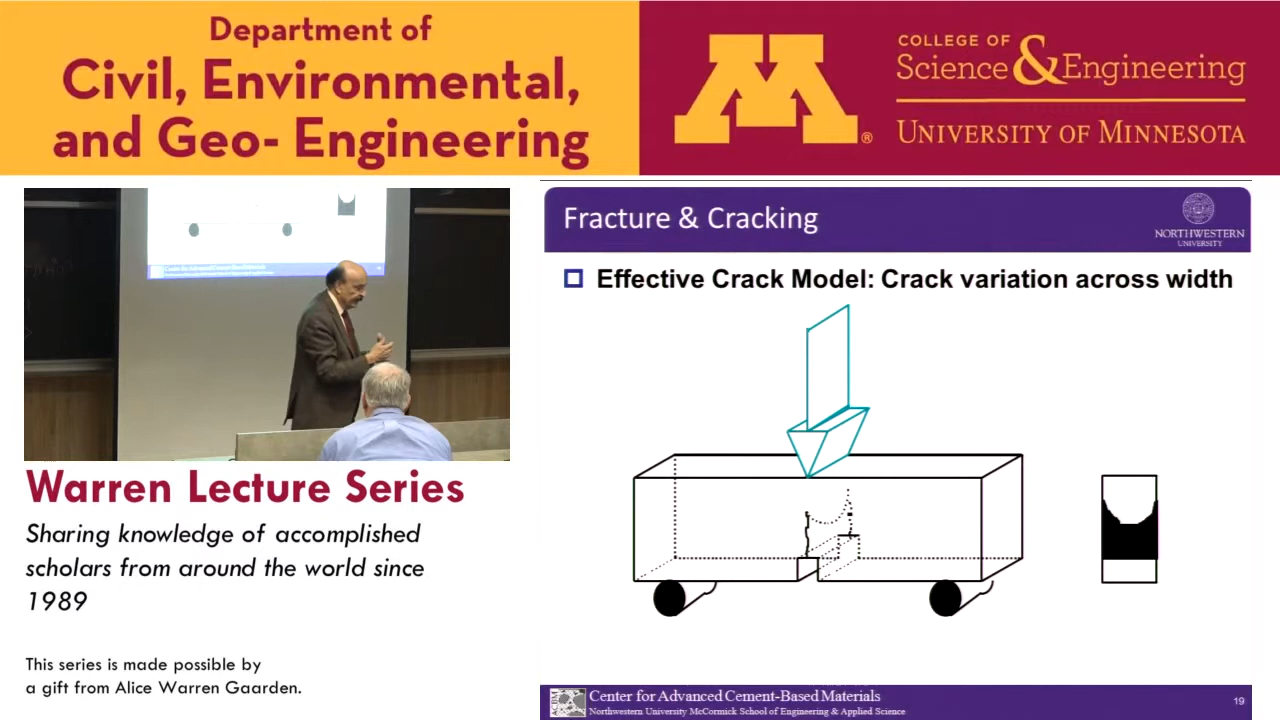 Department of
Civil, Environmental,
and Geo- Engineering
®
COLLEGE OF
Science & Engineering
UNIVERSITY OF MINNESOTA
Fracture & Cracking
NORTHWESTERN
UNIVERSITY
Effective Crack Model: Crack variation across width
Warren Lecture Series
Sharing knowledge of accomplished
scholars from around the world since
1989
This series is made possible by
a gift from Alice Warren Gaarden.
Center for Advanced Cement-Based Materials
Northwestern University McCormick School of Engineering & Applied Science
19